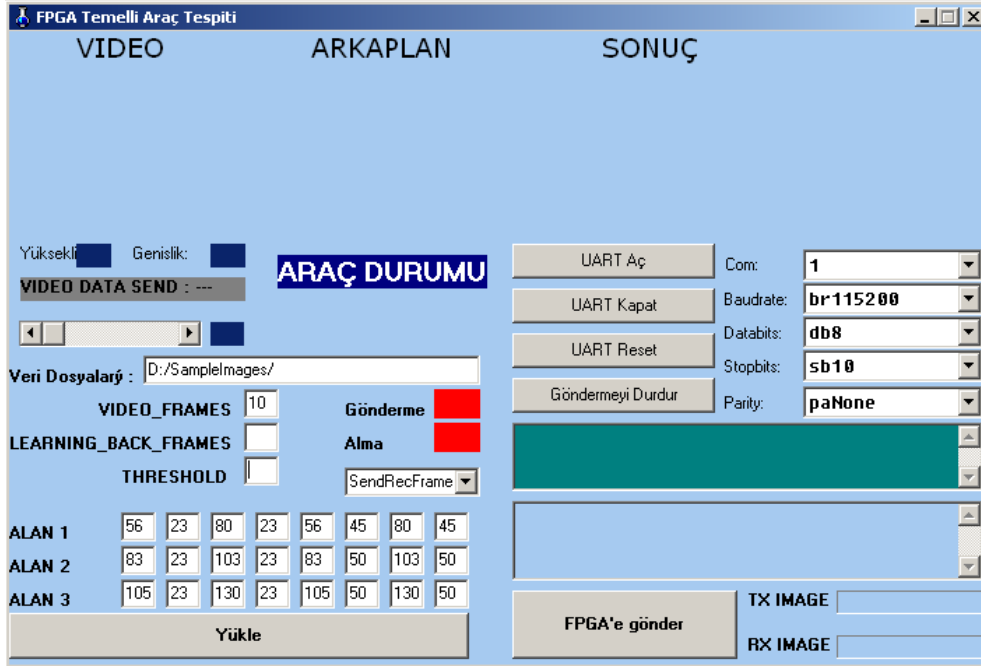 FPGA Temelli Araç Tespiti
VIDEO ARKAPLAN SONUÇ
Yüksekli Genislik:
VIDEO DATA SEND : ---
ARAÇ DURUMU
Veri Dosyalarý : D:/SampleImages/
VIDEO_FRAMES 10
LEARNING_BACK_FRAMES
THRESHOLD
Gönderme
Alma
SendRecFrame
ALAN 1 56 23 80 23 56 45 80 45
ALAN 2 83 23 103 23 83 50 103 50
ALAN 3 105 23 130 23 105 50 130 50
Yükle
UART Aç
UART Kapat
UART Reset
Göndermeyi Durdur
Com: 1
Baudrate: br115200
Databits: db8
Stopbits: sb10
Parity: paNone
FPGA'e gönder
TX IMAGE
RX IMAGE